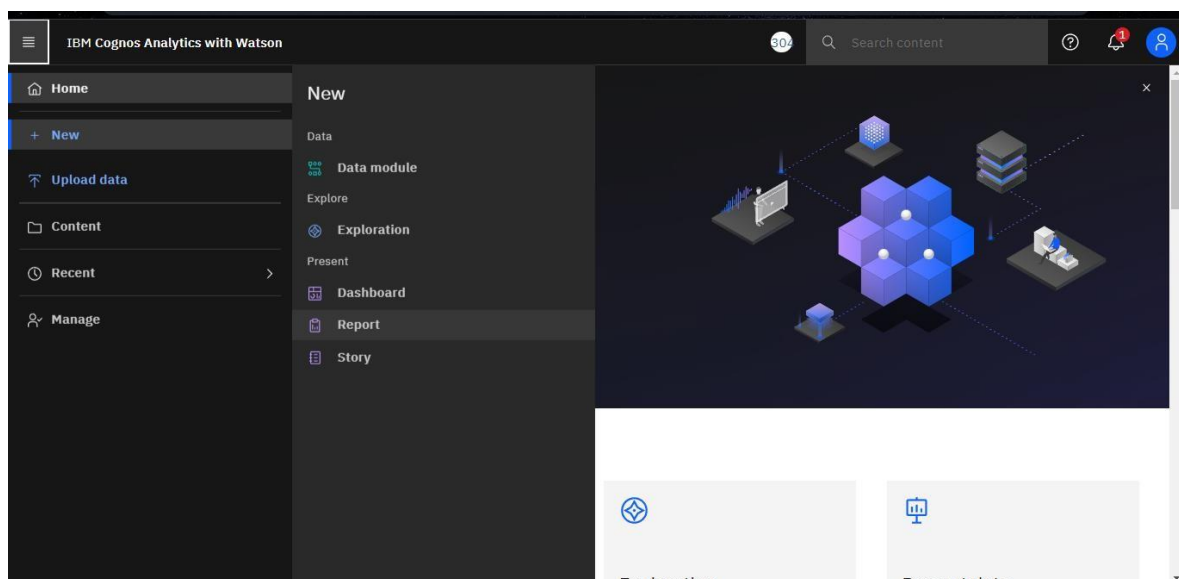 IBM Cognos Analytics with Watson
304
Search content
1
Home
New
Upload data
Content
Recent
Manage
New
Data
Data module
Explore
Exploration
Present
Dashboard
Report
Story